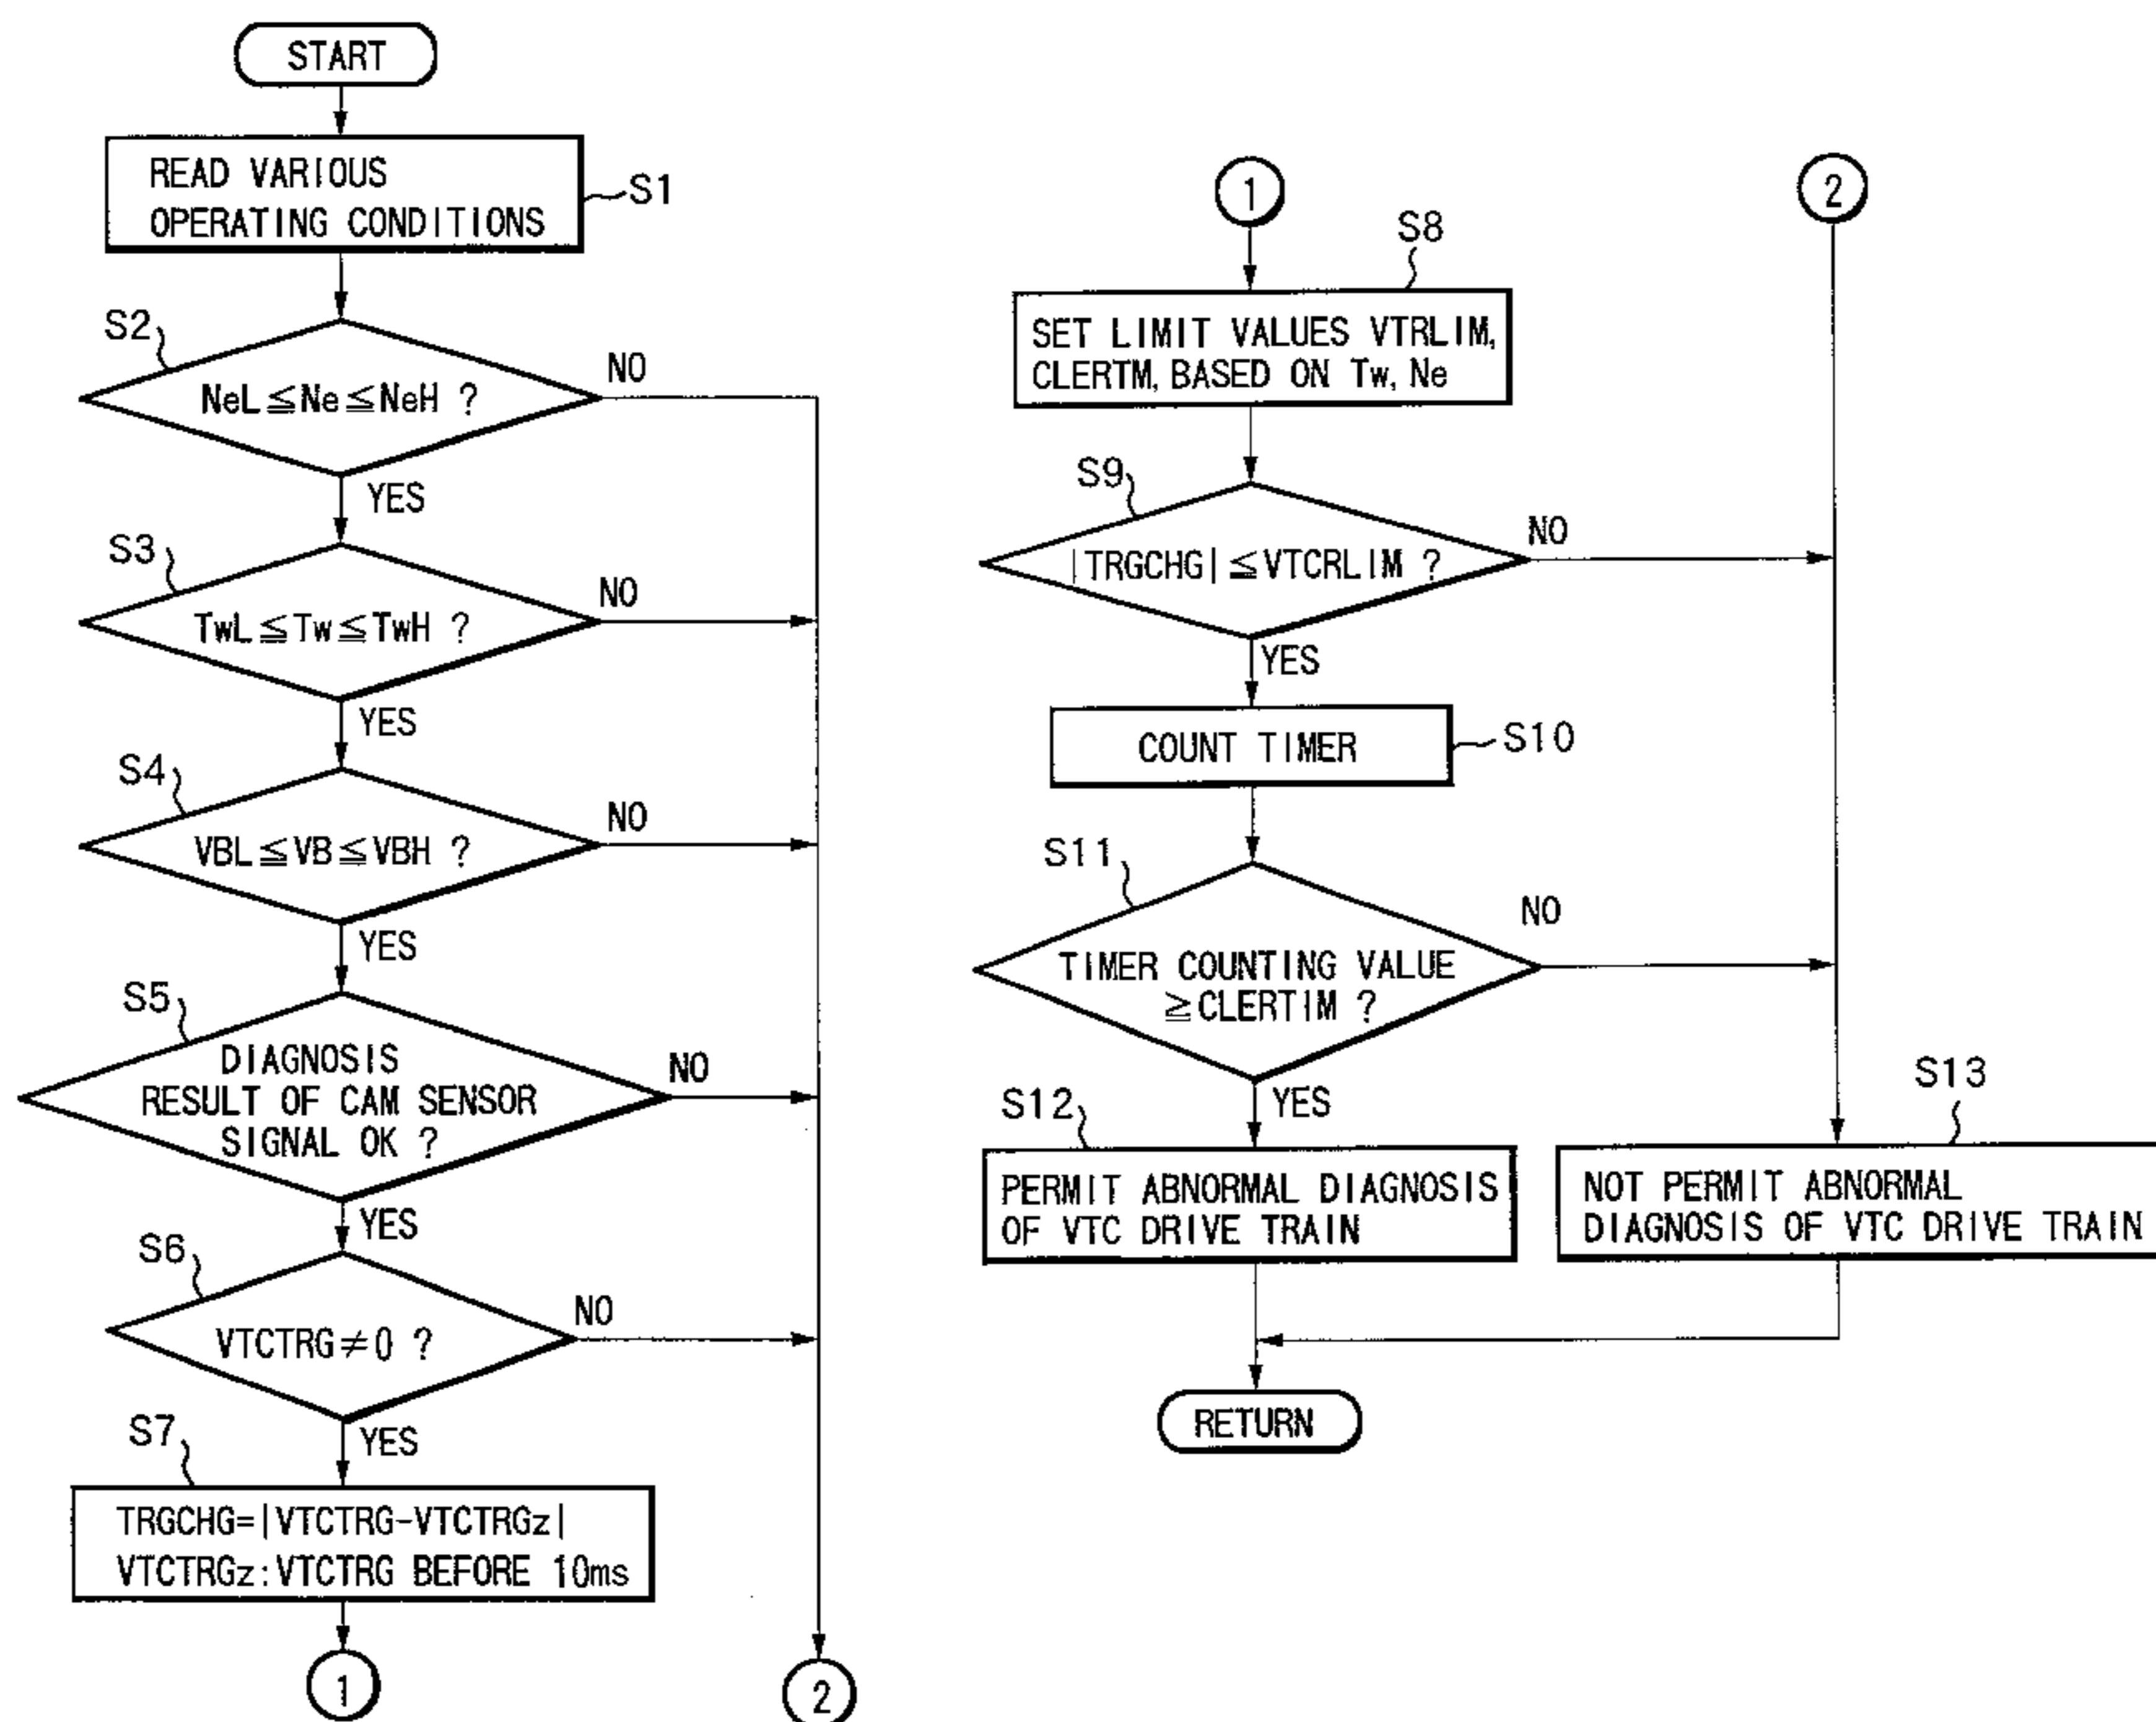 START
READ VARIOUS
OPERATING CONDITIONS
S1
S2
NeL≦Ne≦NeH ?
NO
YES
S3
TwL≦Tw≦TwH ?
NO
YES
S4
VBL≦VB≦VBH ?
NO
YES
S5
DIAGNOSIS
RESULT OF CAM SENSOR
SIGNAL OK ?
NO
YES
S6
VTCTRG≠0 ?
NO
YES
S7
TRGCHG=|VTCTRG-VTCTRGz|
VTCTRGz:VTCTRG BEFORE 10ms
1
2
1
2
S8
SET LIMIT VALUES VTRLIM,
CLERTM, BASED ON Tw, Ne
S9
|TRGCHG|≦VTCRLIM ?
NO
YES
COUNT TIMER
S10
S11
TIMER COUNTING VALUE
≧CLERTIM ?
NO
YES
S12
PERMIT ABNORMAL DIAGNOSIS
OF VTC DRIVE TRAIN
S13
NOT PERMIT ABNORMAL
DIAGNOSIS OF VTC DRIVE TRAIN
RETURN